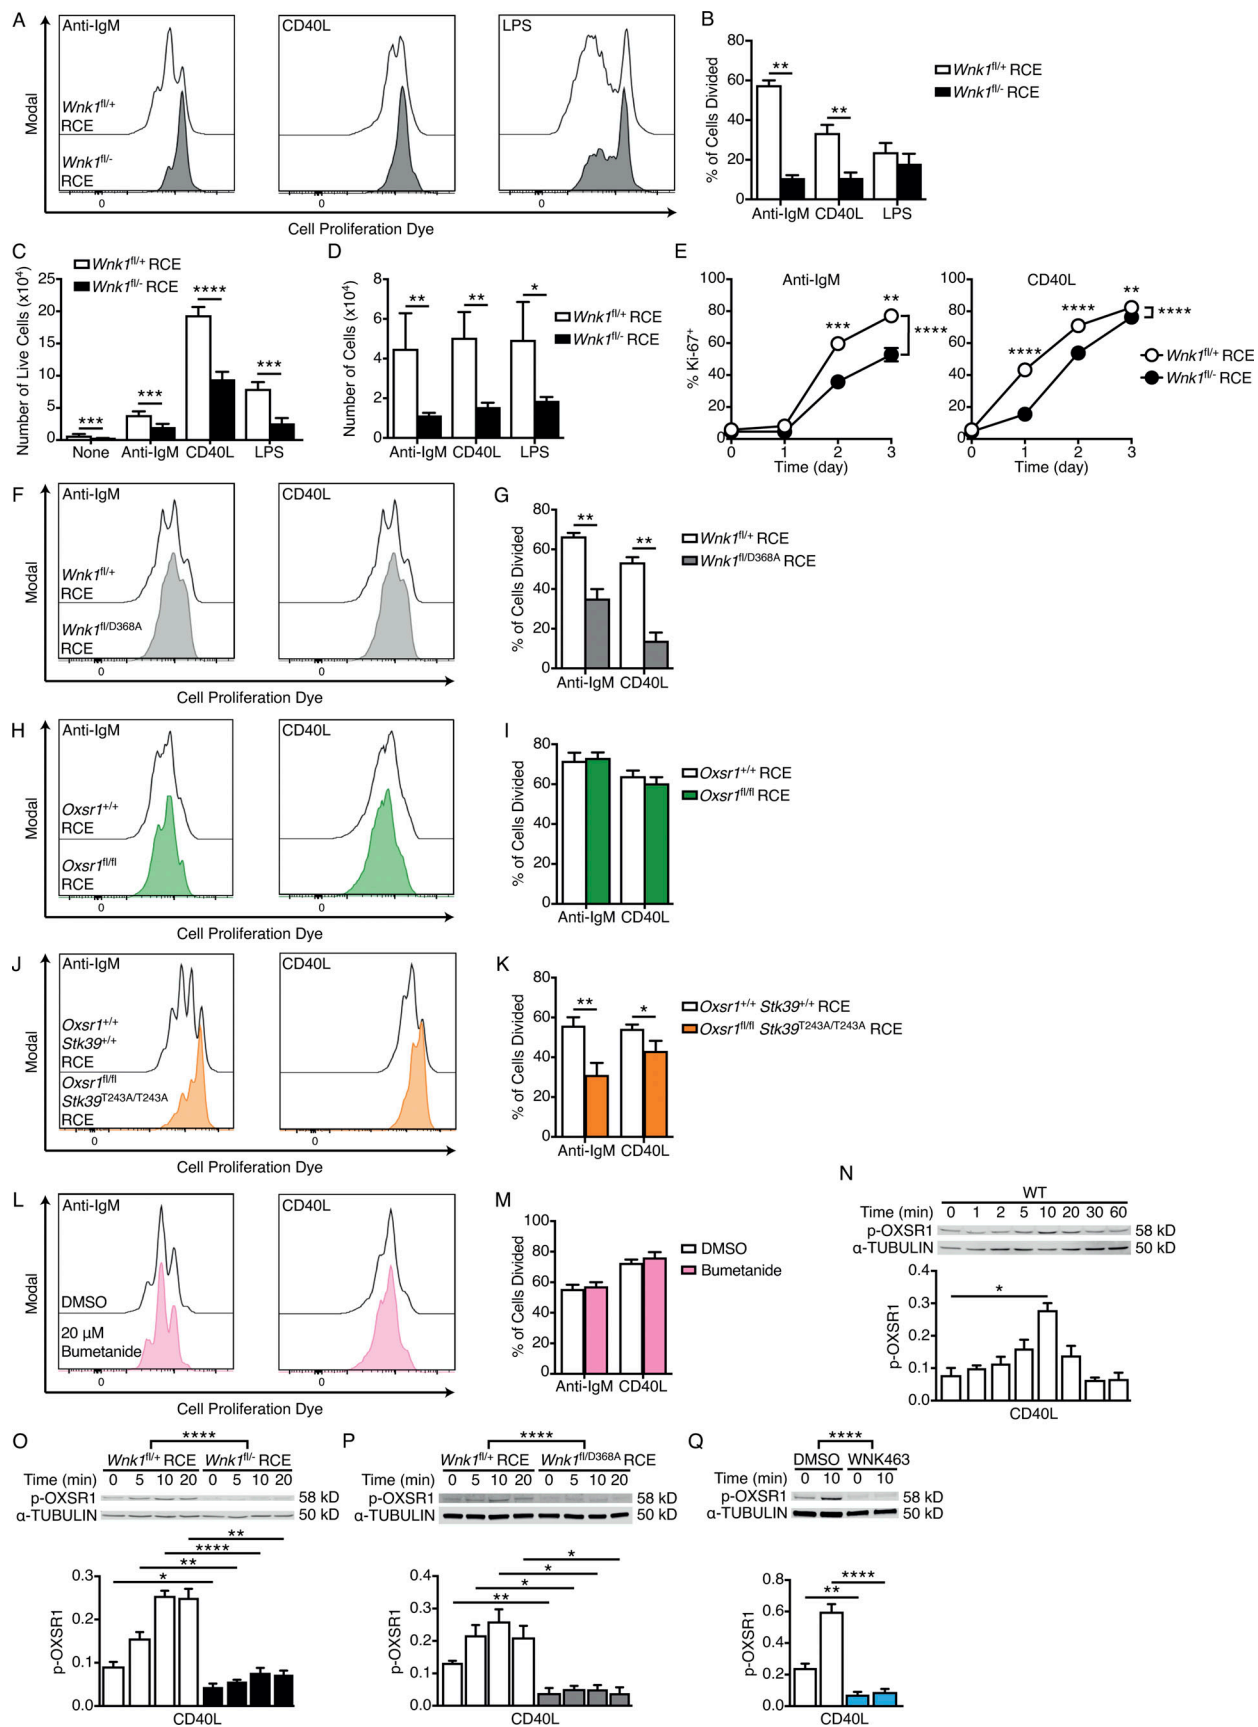 A
Modal
Anti-IgM
CD40L
LPS
Wnk1fl/+
RCE
Wnk1fl/-
RCE
0
0
0
Cell Proliferation Dye
B
% of Cells Divided
80
60
40
20
0
**
**
Wnk1fl/+ RCE
Wnk1fl/- RCE
Anti-IgM CD40L LPS
C
Number of Live Cells (x10⁴)
25
20
15
10
5
0
Wnk1fl/+ RCE
Wnk1fl/- RCE
***
***
****
***
None Anti-IgM CD40L LPS
D
Number of Cells (x10⁴)
8
6
4
2
0
**
**
*
Wnk1fl/+ RCE
Wnk1fl/- RCE
Anti-IgM CD40L LPS
E
% Ki-67⁺
Anti-IgM
100
80
60
40
20
0 1 2 3
Time (day)
***
**
****
CD40L
100
80
60
40
20
0 1 2 3
Time (day)
****
****
**
****
Wnk1fl/+ RCE
Wnk1fl/- RCE
F
Modal
Anti-IgM
CD40L
Wnk1fl/+
RCE
Wnk1fl/D368A
RCE
0
0
Cell Proliferation Dye
G
% of Cells Divided
80
60
40
20
0
**
**
Wnk1fl/+ RCE
Wnk1fl/D368A RCE
Anti-IgM CD40L
H
Modal
Anti-IgM
CD40L
Oxsr1+/+
RCE
Oxsr1fl/fl
RCE
0
0
Cell Proliferation Dye
I
% of Cells Divided
80
60
40
20
0
Oxsr1+/+ RCE
Oxsr1fl/fl RCE
Anti-IgM CD40L
J
Modal
Anti-IgM
CD40L
Oxsr1+/+
Stk39+/+
RCE
Oxsr1fl/fl
Stk39T243A/T243A
RCE
0
0
Cell Proliferation Dye
K
% of Cells Divided
80
60
40
20
0
**
*
Oxsr1+/+ Stk39+/+ RCE
Oxsr1fl/fl Stk39T243A/T243A RCE
Anti-IgM CD40L
L
Modal
Anti-IgM
CD40L
DMSO
20 µM
Bumetanide
0
0
Cell Proliferation Dye
M
% of Cells Divided
100
80
60
40
20
0
DMSO
Bumetanide
Anti-IgM CD40L
N
WT
Time (min) 0 1 2 5 10 20 30 60
p-OXSR1 58 kD
α-TUBULIN 50 kD
p-OXSR1
0.4
0.3
0.2
0.1
0.0
*
CD40L
O
****
Wnk1fl/+ RCE Wnk1fl/- RCE
Time (min) 0 5 10 20 0 5 10 20
p-OXSR1 58 kD
α-TUBULIN 50 kD
**
****
**
*
p-OXSR1
0.3
0.2
0.1
0.0
CD40L
P
****
Wnk1fl/+ RCE Wnk1fl/D368A RCE
Time (min) 0 5 10 20 0 5 10 20
p-OXSR1 58 kD
α-TUBULIN 50 kD
*
*
*
**
p-OXSR1
0.4
0.3
0.2
0.1
0.0
CD40L
Q
****
DMSO WNK463
Time (min) 0 10 0 10
p-OXSR1 58 kD
α-TUBULIN 50 kD
****
**
p-OXSR1
0.8
0.6
0.4
0.2
0.0
CD40L